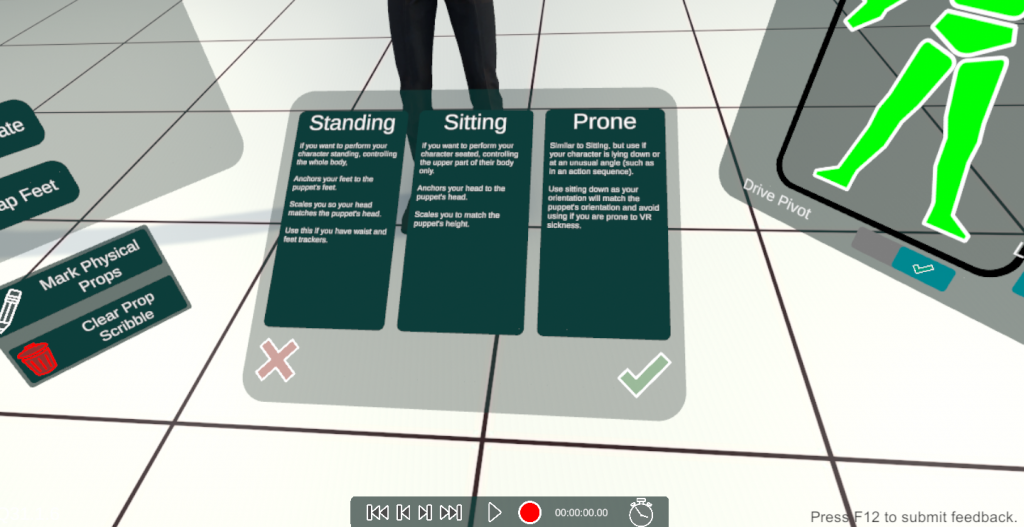 ate
ap Feet
Mark Physical
Props
Clear Prop
Scribble
Standing
If you want to perform your
character standing, controlling
the whole body.
Anchors your feet to the
puppet's feet.
Scales you so your head
matches the puppet's head.
Use this if you have waist and
feet trackers.
Sitting
If you want to perform your
character seated, controlling
the upper part of their body
only.
Anchors your head to the
puppet's head.
Scales you to match the
puppet's height.
Prone
Similar to Sitting, but use if
your character is lying down or
at an unusual angle (such as
in an action sequence).
Use sitting down as your
orientation will match the
puppet's orientation and avoid
using if you are prone to VR
sickness.
Drive Pivot
00:00:00.00
Press F12 to submit feedback.